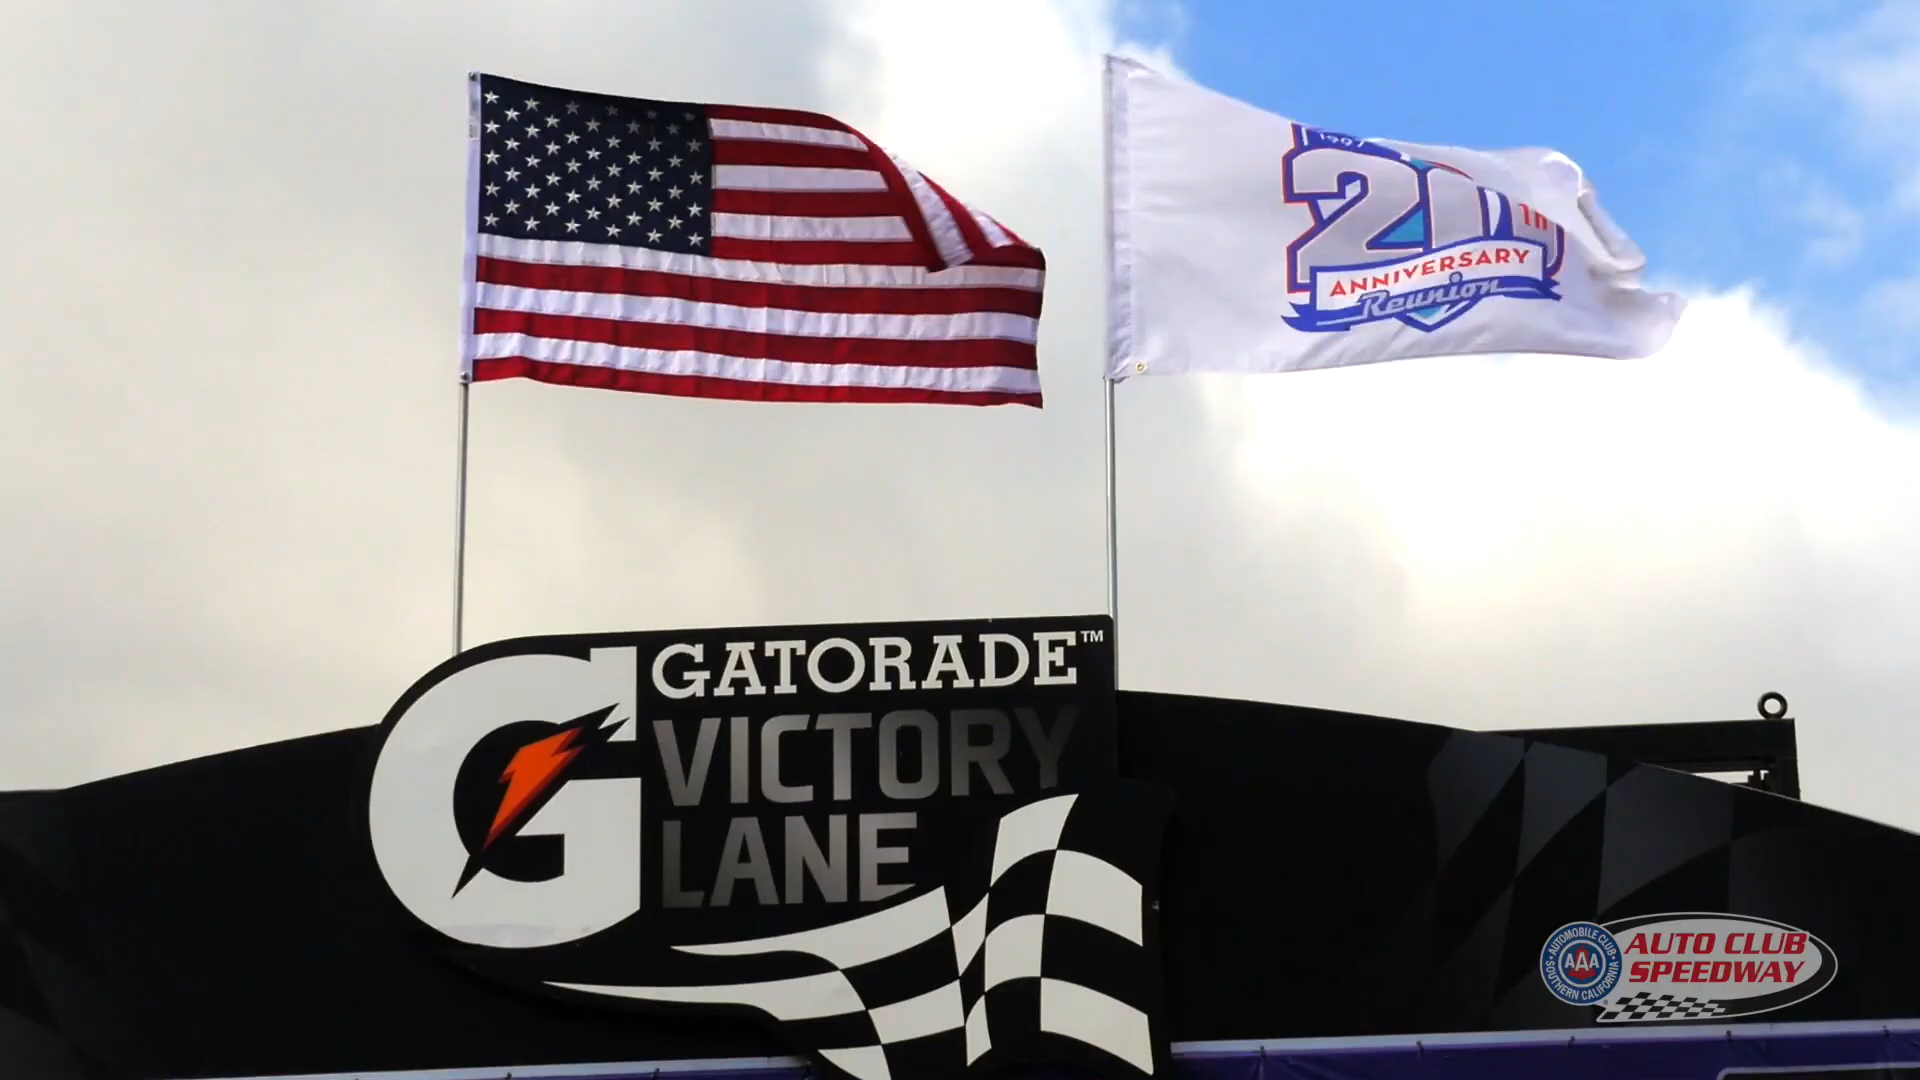 1997
20TH
ANNIVERSARY
Reunion
GATORADE™
VICTORY
LANE
G
AUTOMOBILE CLUB
AAA
SOUTHERN CALIFORNIA
AUTO CLUB
SPEEDWAY